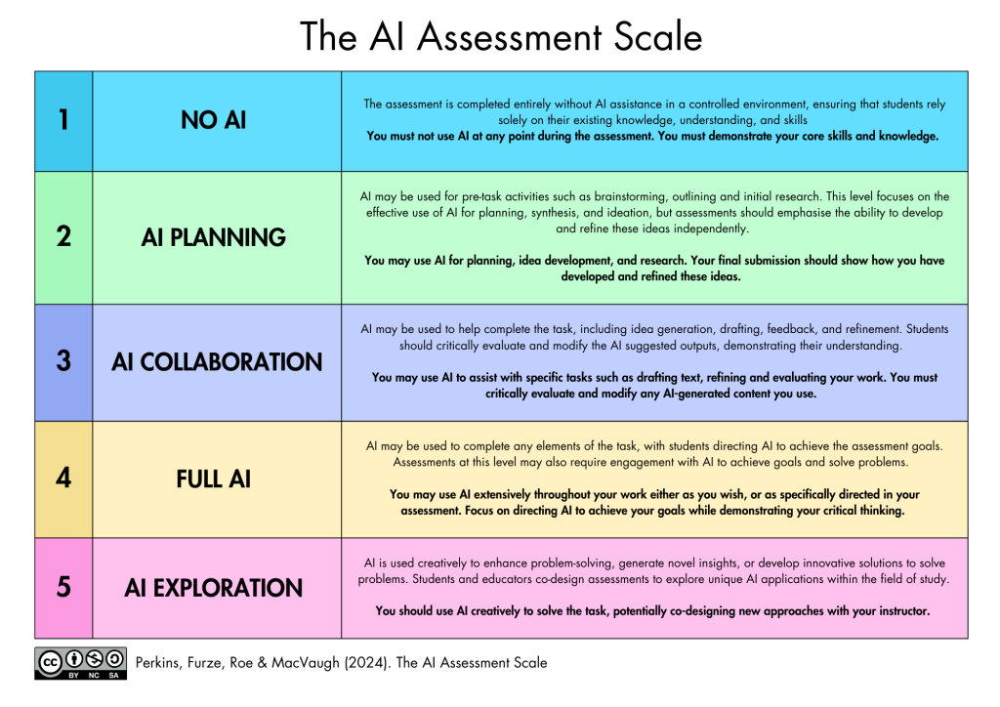 The AI Assessment Scale
1
NO AI
The assessment is completed entirely without AI assistance in a controlled environment, ensuring that students rely
solely on their existing knowledge, understanding, and skills
You must not use AI at any point during the assessment. You must demonstrate your core skills and knowledge.
2
AI PLANNING
AI may be used for pre-task activities such as brainstorming, outlining and initial research. This level focuses on the
effective use of AI for planning, synthesis, and ideation, but assessments should emphasise the ability to develop
and refine these ideas independently.
You may use AI for planning, idea development, and research. Your final submission should show how you have
developed and refined these ideas.
3
AI COLLABORATION
AI may be used to help complete the task, including idea generation, drafting, feedback, and refinement. Students
should critically evaluate and modify the AI suggested outputs, demonstrating their understanding.
You may use AI to assist with specific tasks such as drafting text, refining and evaluating your work. You must
critically evaluate and modify any AI-generated content you use.
4
FULL AI
AI may be used to complete any elements of the task, with students directing AI to achieve the assessment goals.
Assessments at this level may also require engagement with AI to achieve goals and solve problems.
You may use AI extensively throughout your work either as you wish, or as specifically directed in your
assessment. Focus on directing AI to achieve your goals while demonstrating your critical thinking.
5
AI EXPLORATION
AI is used creatively to enhance problem-solving, generate novel insights, or develop innovative solutions to solve
problems. Students and educators co-design assessments to explore unique AI applications within the field of study.
You should use AI creatively to solve the task, potentially co-designing new approaches with your instructor.
cc
BY NC SA
Perkins, Furze, Roe & MacVaugh (2024). The AI Assessment Scale